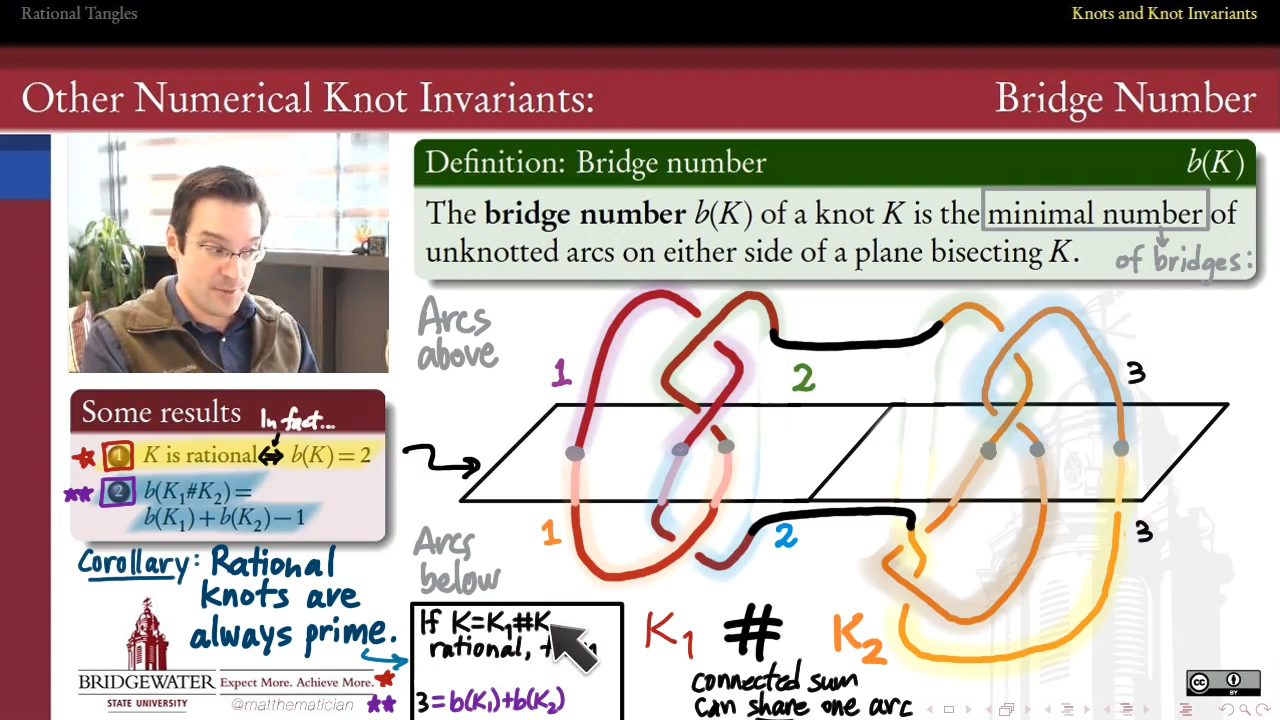 Rational Tangles
Knots and Knot Invariants
Other Numerical Knot Invariants:
Bridge Number
Definition: Bridge number
b(K)
The bridge number b(K) of a knot K is the minimal number of
unknotted arcs on either side of a plane bisecting K.
of bridges:
Arcs
above
1
2
3
Some results
In fact...
1 K is rational ⇔ b(K) = 2
2 b(K₁#K₂) =
b(K₁) + b(K₂) − 1
Arcs
below
1
2
3
Corollary: Rational
knots are
always prime.
If K=K₁#K
rational,
3 = b(K₁)+b(K₂)
K₁ # K₂
connected sum
can share one arc
BRIDGEWATER
STATE UNIVERSITY
Expect More. Achieve More.
@matthematician
CC
BY